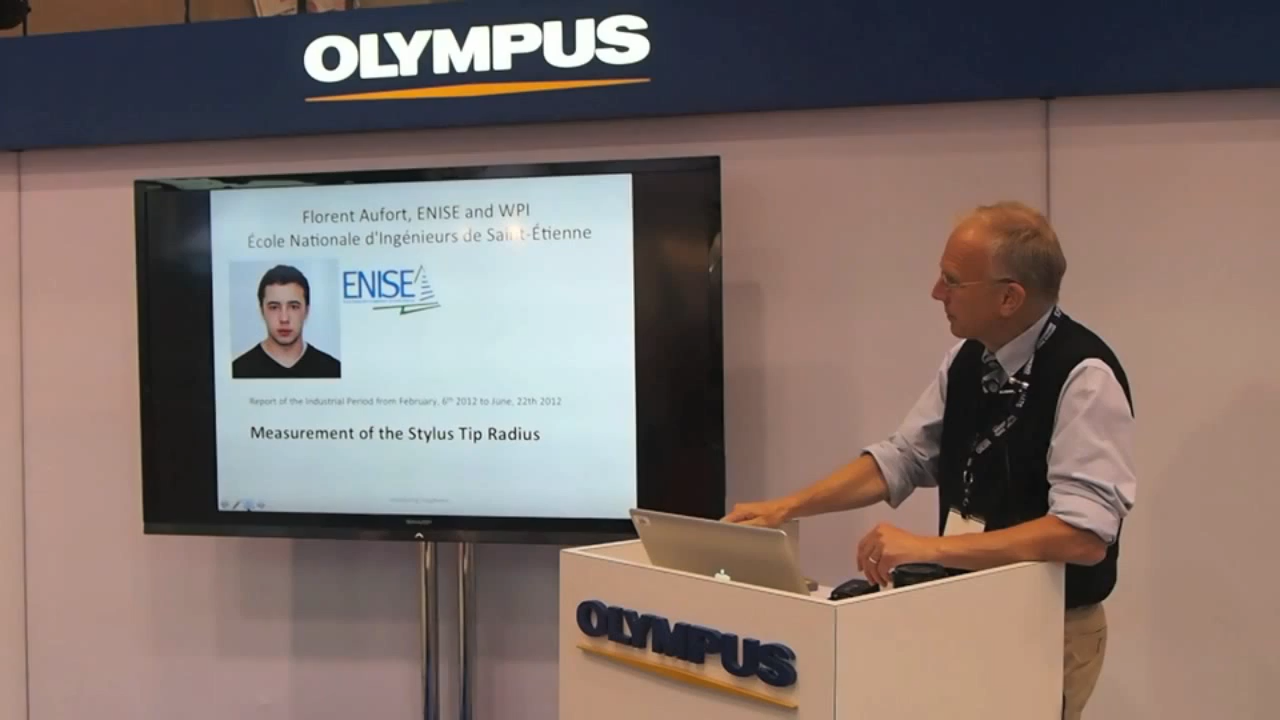 OLYMPUS
Florent Aufort, ENISE and WPI
École Nationale d'Ingénieurs de Saint-Étienne
ENISE
Report of the Industrial Period from February, 6th 2012 to June, 22th 2012
Measurement of the Stylus Tip Radius
SHARP
OLYMPUS